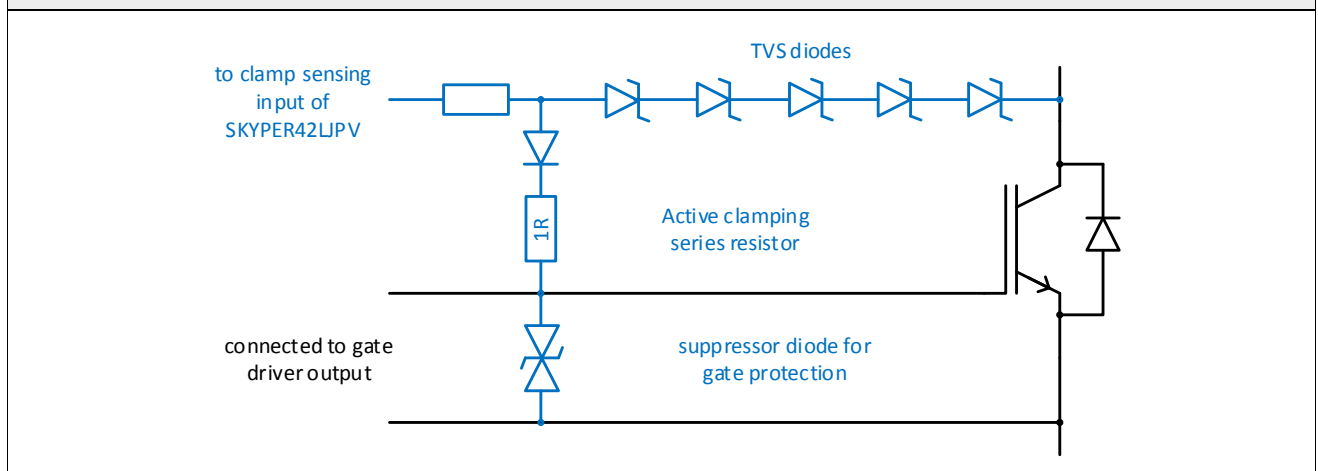 TVS diodes
to clamp sensing
input of
SKYPER42LJPV
1R
Active clamping
series resistor
connected to gate
driver output
suppressor diode for
gate protection